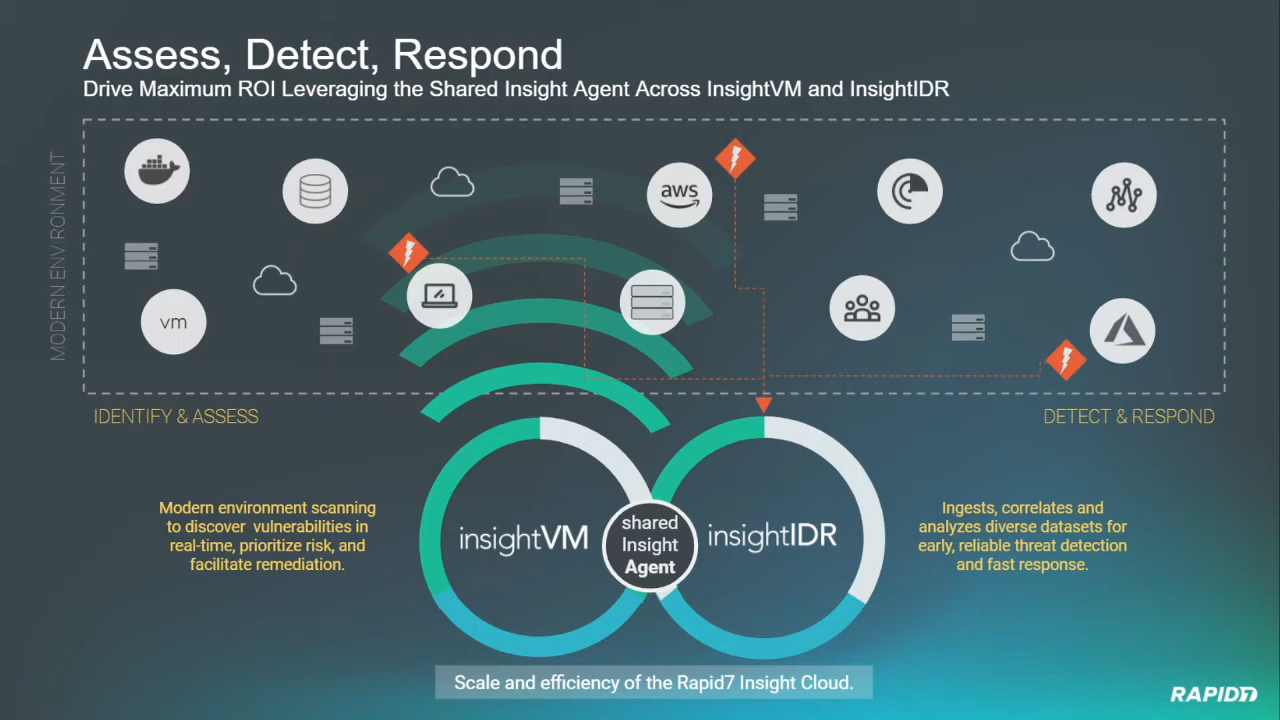 Assess, Detect, Respond
Drive Maximum ROI Leveraging the Shared Insight Agent Across InsightVM and InsightIDR
MODERN ENVIRONMENT
aws
vm
IDENTIFY & ASSESS
DETECT & RESPOND
Modern environment scanning
to discover vulnerabilities in
real-time, prioritize risk, and
facilitate remediation.
insightVM
shared
Insight
Agent
insightIDR
Ingests, correlates and
analyzes diverse datasets for
early, reliable threat detection
and fast response.
Scale and efficiency of the Rapid7 Insight Cloud.
RAPID7